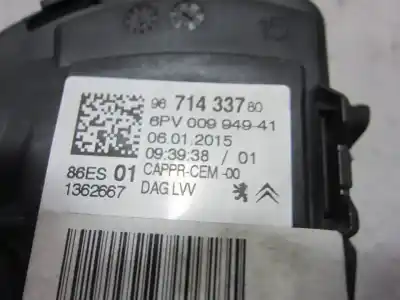 96 714 337 80
6PV 009 949-41
06.01.2015
09:39:38 / 01
86ES 01 CAPPR-CEM -00
1362667 DAG LVV